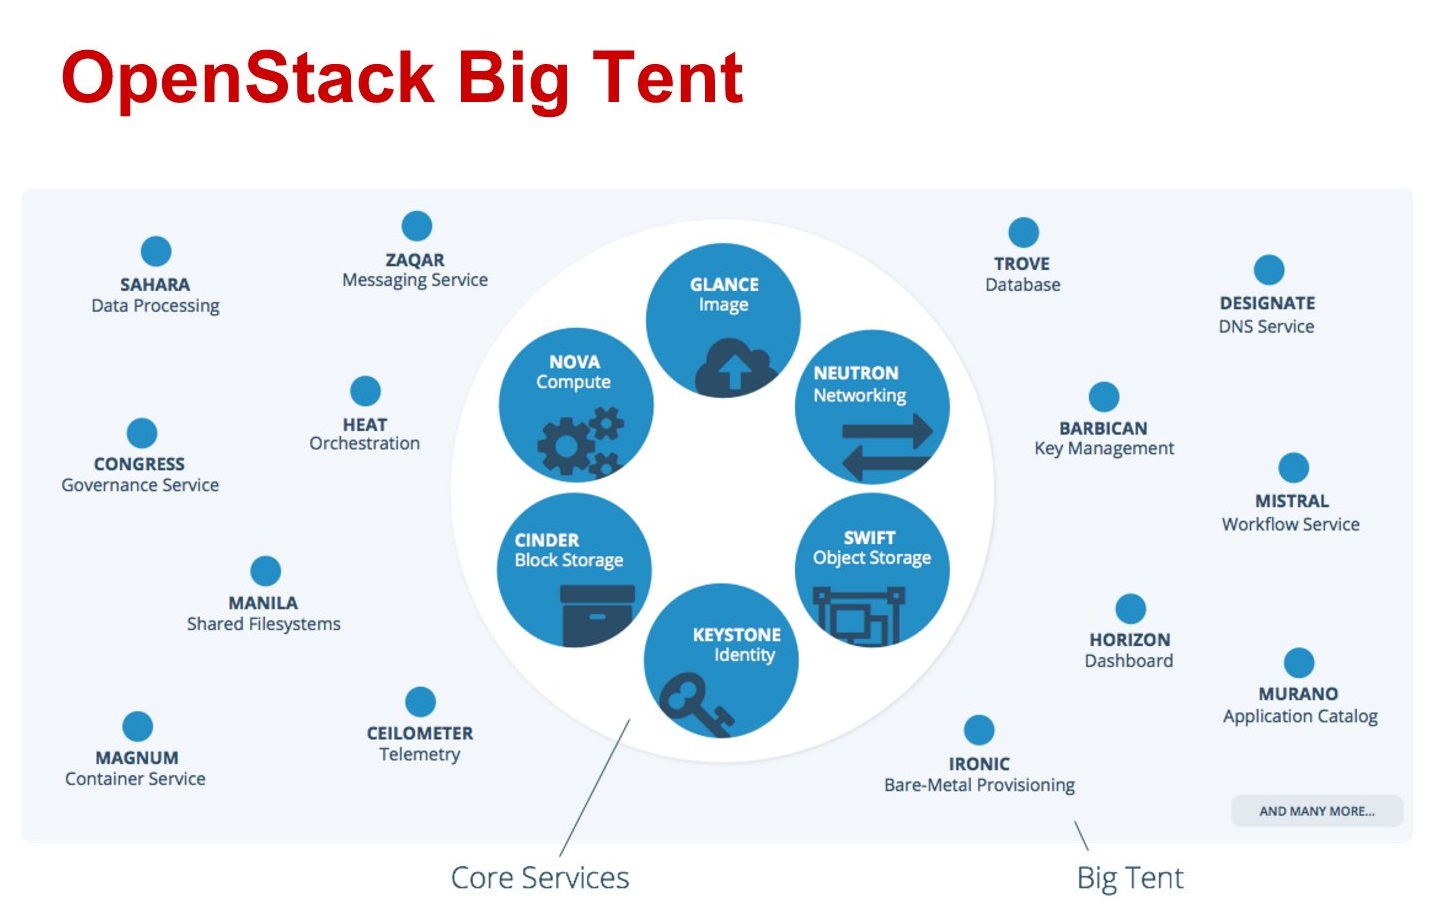 OpenStack Big Tent
SAHARA
Data Processing
ZAQAR
Messaging Service
GLANCE
Image
TROVE
Database
DESIGNATE
DNS Service
NOVA
Compute
NEUTRON
Networking
HEAT
Orchestration
BARBICAN
Key Management
CONGRESS
Governance Service
MISTRAL
Workflow Service
CINDER
Block Storage
SWIFT
Object Storage
MANILA
Shared Filesystems
KEYSTONE
Identity
HORIZON
Dashboard
MURANO
Application Catalog
CEILOMETER
Telemetry
MAGNUM
Container Service
IRONIC
Bare-Metal Provisioning
AND MANY MORE...
Core Services
Big Tent